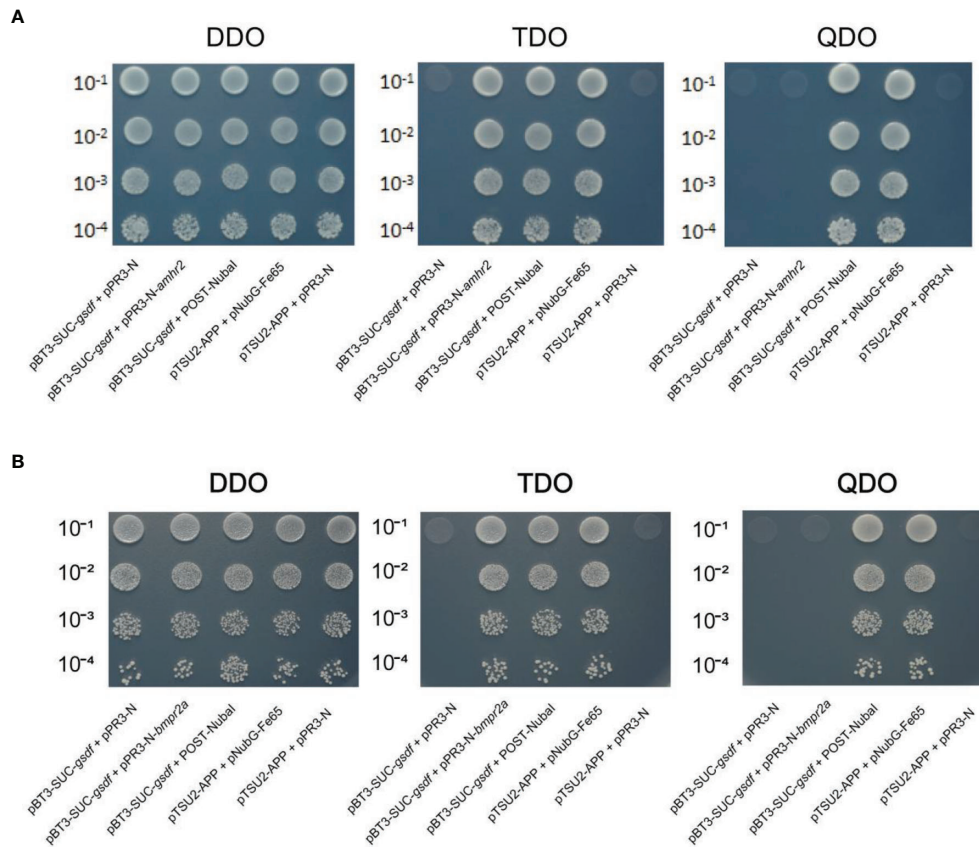 A
DDO
TDO
QDO
10⁻¹
10⁻²
10⁻³
10⁻⁴
10⁻¹
10⁻²
10⁻³
10⁻⁴
10⁻¹
10⁻²
10⁻³
10⁻⁴
pBT3-SUC-gsdf + pPR3-N
pBT3-SUC-gsdf + pPR3-N-amhr2
pBT3-SUC-gsdf + POST-Nubal
pTSU2-APP + pNubG-Fe65
pTSU2-APP + pPR3-N
pBT3-SUC-gsdf + pPR3-N
pBT3-SUC-gsdf + pPR3-N-amhr2
pBT3-SUC-gsdf + POST-Nubal
pTSU2-APP + pNubG-Fe65
pTSU2-APP + pPR3-N
pBT3-SUC-gsdf + pPR3-N
pBT3-SUC-gsdf + pPR3-N-amhr2
pBT3-SUC-gsdf + POST-Nubal
pTSU2-APP + pNubG-Fe65
pTSU2-APP + pPR3-N
B
DDO
TDO
QDO
10⁻¹
10⁻²
10⁻³
10⁻⁴
10⁻¹
10⁻²
10⁻³
10⁻⁴
10⁻¹
10⁻²
10⁻³
10⁻⁴
pBT3-SUC-gsdf + pPR3-N
pBT3-SUC-gsdf + pPR3-N-bmpr2a
pBT3-SUC-gsdf + POST-Nubal
pTSU2-APP + pNubG-Fe65
pTSU2-APP + pPR3-N
pBT3-SUC-gsdf + pPR3-N
pBT3-SUC-gsdf + pPR3-N-bmpr2a
pBT3-SUC-gsdf + POST-Nubal
pTSU2-APP + pNubG-Fe65
pTSU2-APP + pPR3-N
pBT3-SUC-gsdf + pPR3-N
pBT3-SUC-gsdf + pPR3-N-bmpr2a
pBT3-SUC-gsdf + POST-Nubal
pTSU2-APP + pNubG-Fe65
pTSU2-APP + pPR3-N